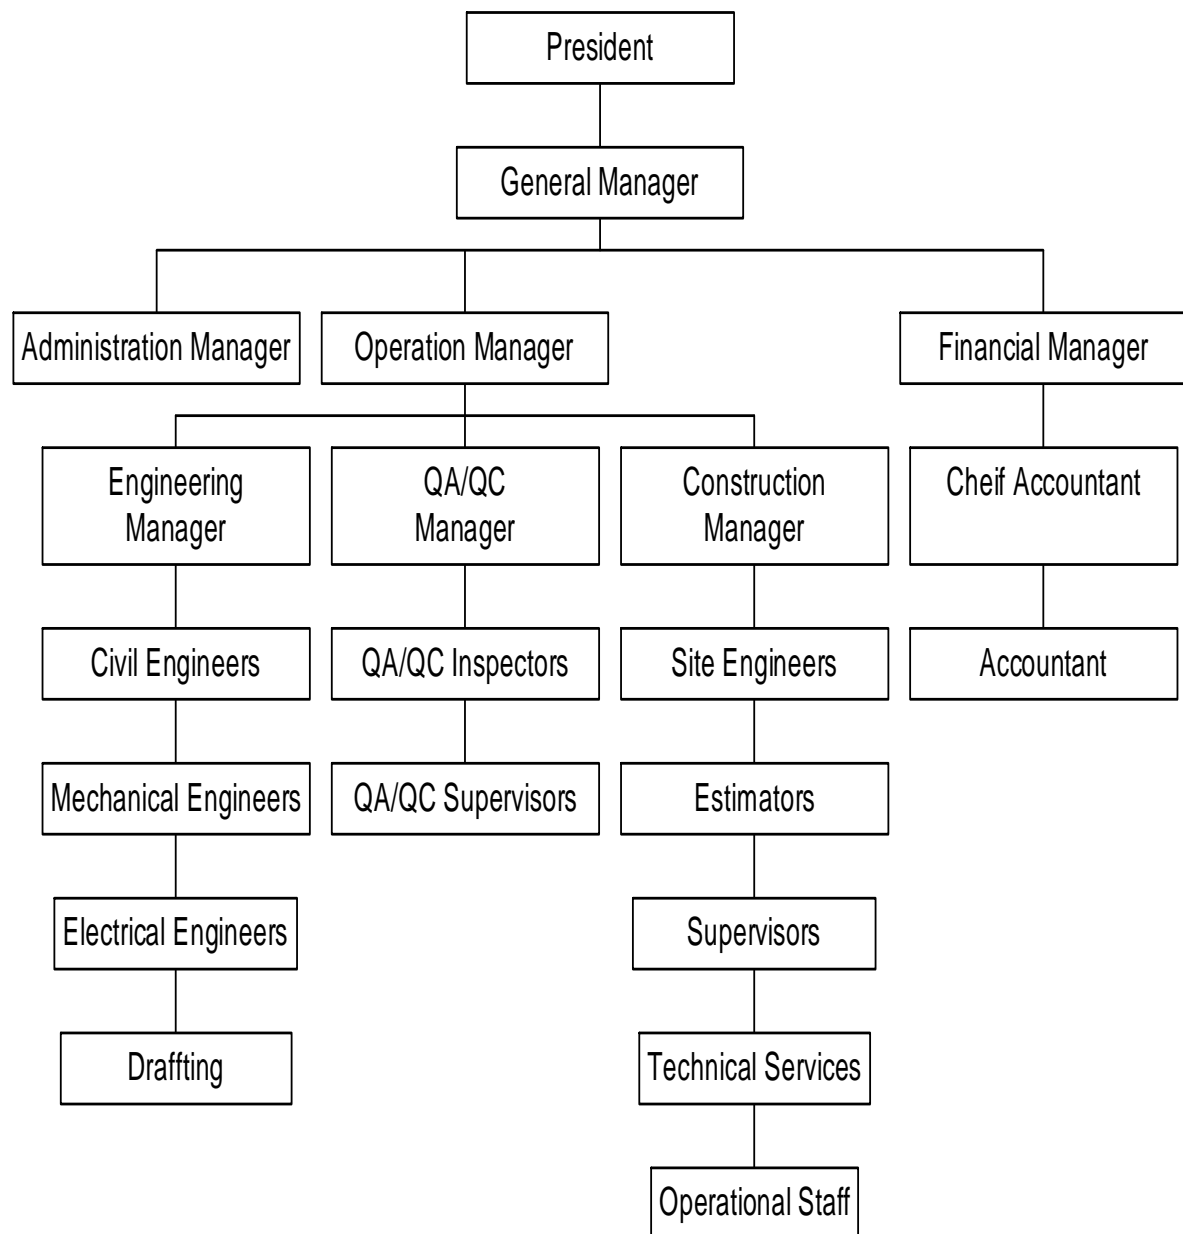 President
General Manager
Administration Manager
Operation Manager
Financial Manager
Engineering
Manager
QA/QC
Manager
Construction
Manager
Cheif Accountant
Civil Engineers
QA/QC Inspectors
Site Engineers
Accountant
Mechanical Engineers
QA/QC Supervisors
Estimators
Electrical Engineers
Supervisors
Draffting
Technical Services
Operational Staff